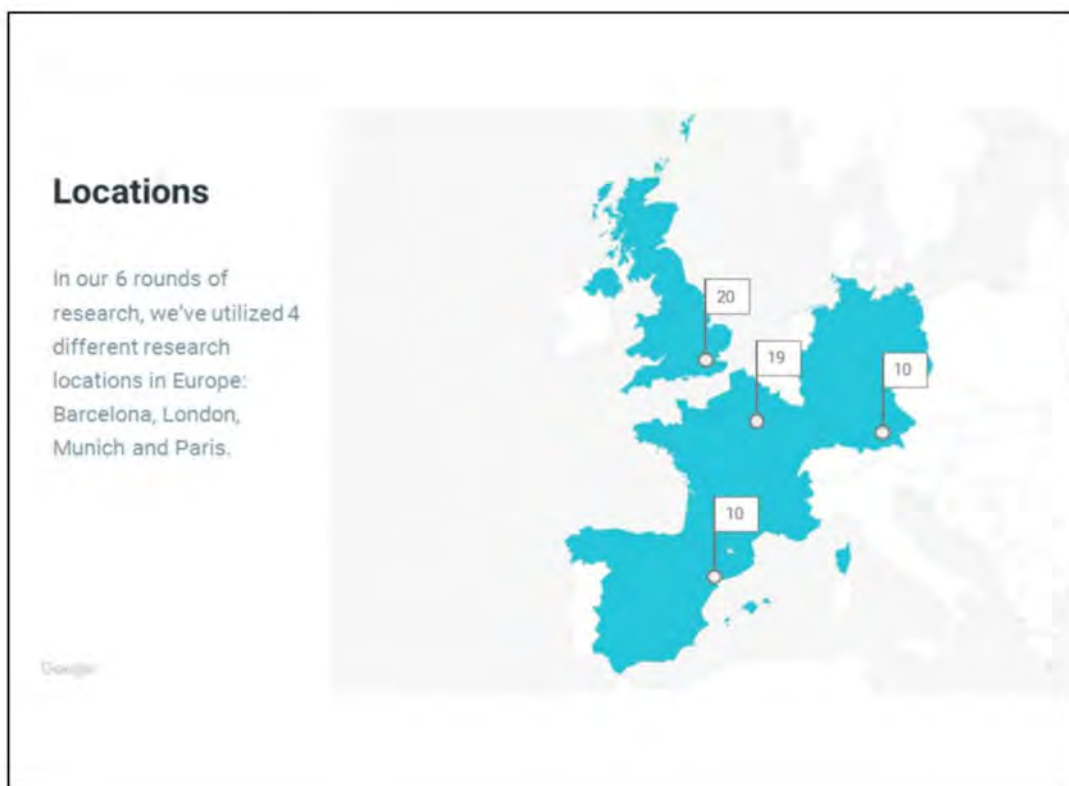 Locations
In our 6 rounds of
research, we've utilized 4
different research
locations in Europe:
Barcelona, London,
Munich and Paris.
20
19
10
10
Google